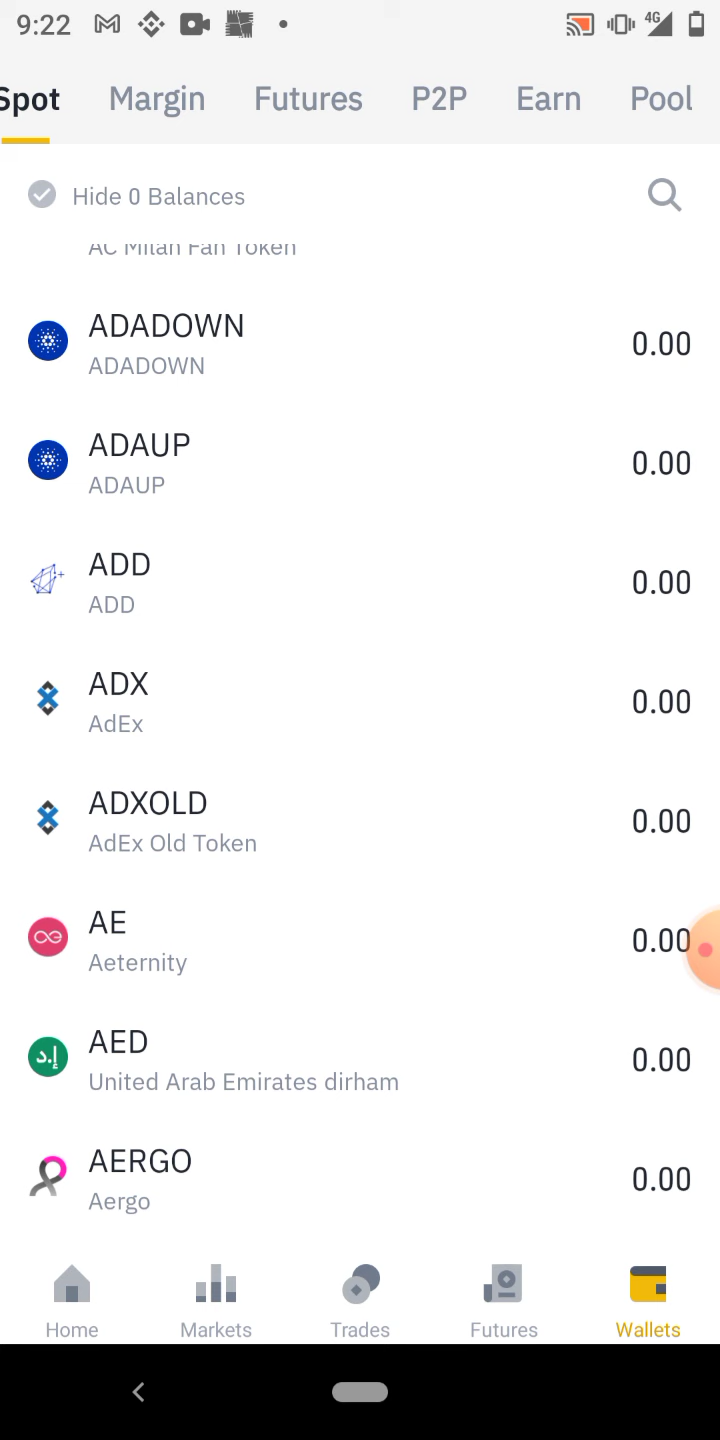 9:22
4G
Spot Margin Futures P2P Earn Pool
Hide 0 Balances
AC Milan Fan Token
ADADOWN
ADADOWN
0.00
ADAUP
ADAUP
0.00
ADD
ADD
0.00
ADX
AdEx
0.00
ADXOLD
AdEx Old Token
0.00
AE
Aeternity
0.00
د.إ
AED
United Arab Emirates dirham
0.00
AERGO
Aergo
0.00
Home Markets Trades Futures Wallets